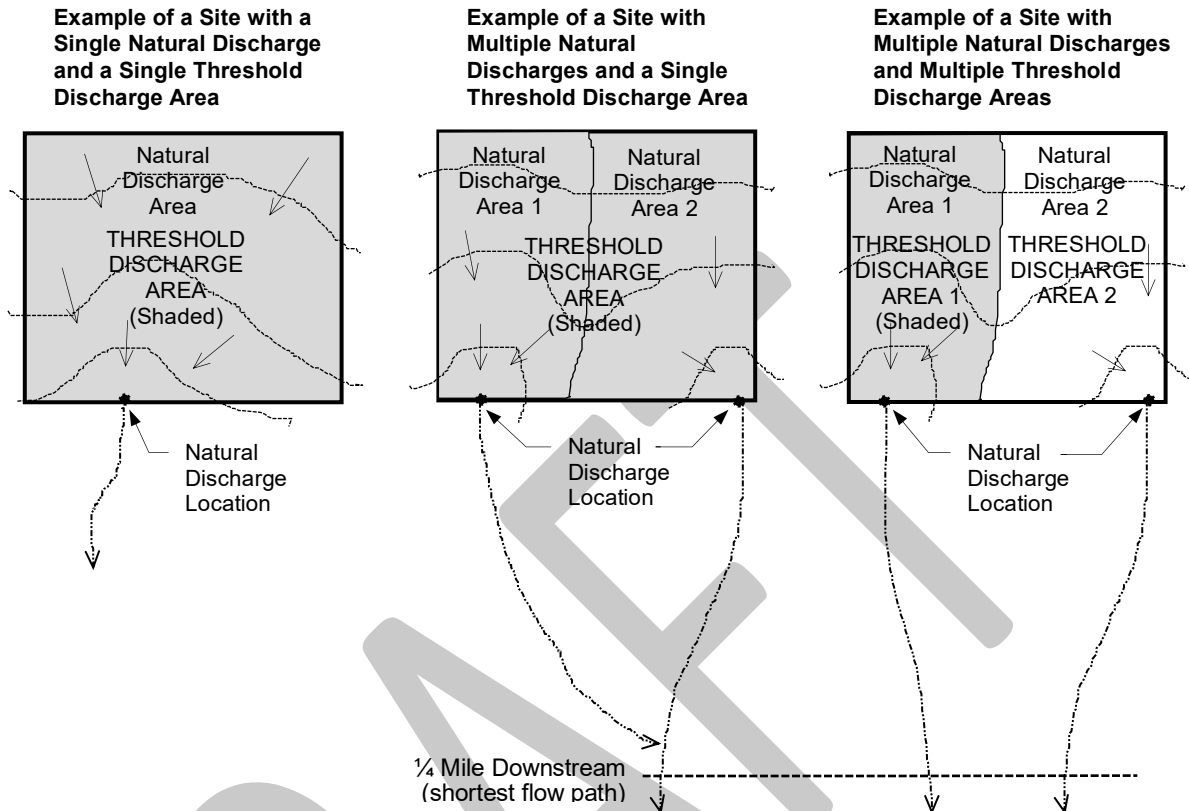 Example of a Site with a
Single Natural Discharge
and a Single Threshold
Discharge Area
Example of a Site with
Multiple Natural
Discharges and a Single
Threshold Discharge Area
Example of a Site with
Multiple Natural Discharges
and Multiple Threshold
Discharge Areas
Natural
Discharge
Area
THRESHOLD
DISCHARGE
AREA
(Shaded)
Natural
Discharge
Location
Natural
Discharge
Area 1
Natural
Discharge
Area 2
THRESHOLD
DISCHARGE
AREA
(Shaded)
Natural
Discharge
Location
Natural
Discharge
Area 1
Natural
Discharge
Area 2
THRESHOLD
DISCHARGE
AREA 1
(Shaded)
THRESHOLD
DISCHARGE
AREA 2
Natural
Discharge
Location
¼ Mile Downstream
(shortest flow path)